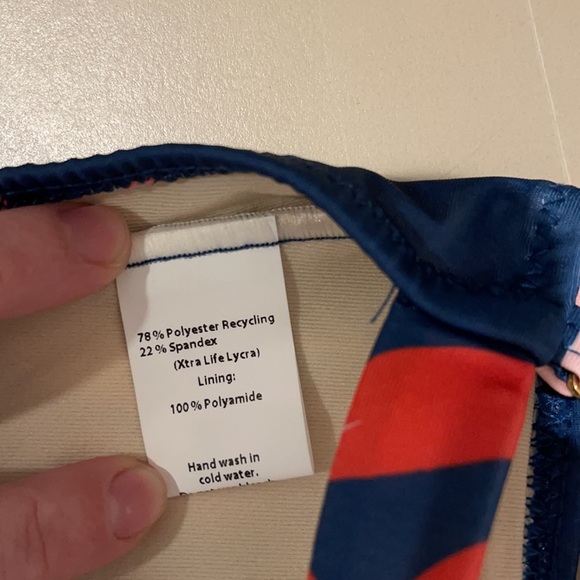 78% Polyester Recycling
22% Spandex
(Xtra Life Lycra)
Lining:
100% Polyamide
Hand wash in
cold water.